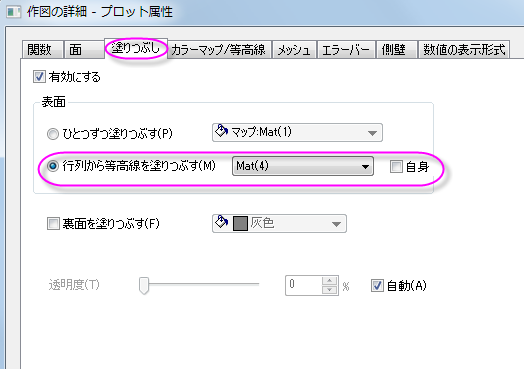 作図の詳細 - プロット属性
関数 面 塗りつぶし カラーマップ/等高線 メッシュ エラーバー 側壁 数値の表示形式
有効にする
表面
ひとつずつ塗りつぶす(P) マップ:Mat(1)
行列から等高線を塗りつぶす(M) Mat(4) 自身
裏面を塗りつぶす(F) 灰色
透明度(T) 0 % 自動(A)